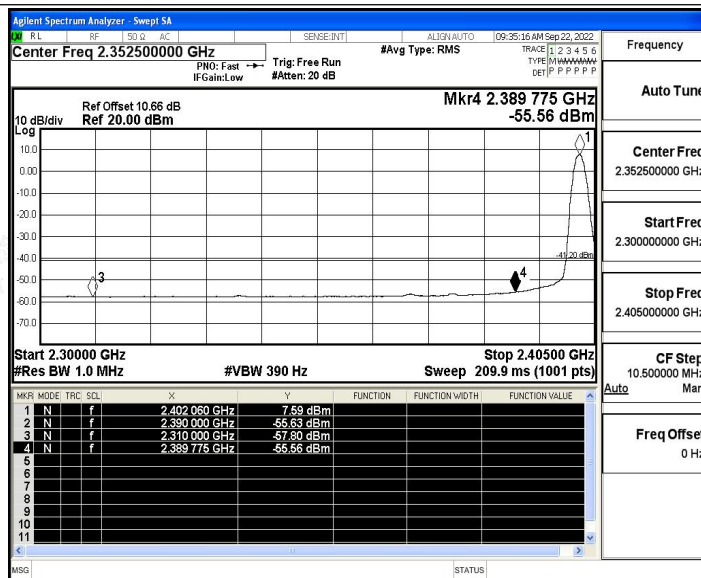 Agilent Spectrum Analyzer - Swept SA
RL RF 50 Ω AC SENSE:INT ALIGN AUTO 09:35:16 AM Sep 22, 2022
Center Freq 2.352500000 GHz #Avg Type: RMS TRACE 1 2 3 4 5 6
PNO: Fast Trig: Free Run TYPE MWWWWW
IFGain:Low #Atten: 20 dB DET P P P P P P
Frequency
Auto Tune
Center Freq
2.352500000 GHz
Start Freq
2.300000000 GHz
Stop Freq
2.405000000 GHz
CF Step
10.500000 MHz
Auto Man
Freq Offset
0 Hz
Mkr4 2.389 775 GHz
-55.56 dBm
Ref Offset 10.66 dB
10 dB/div Ref 20.00 dBm
Log
1
10.0
0.00
-10.0
-20.0
-30.0
-40.0
-41.20 dBm
3 4
-50.0
-60.0
-70.0
Start 2.30000 GHz Stop 2.40500 GHz
#Res BW 1.0 MHz #VBW 390 Hz Sweep 209.9 ms (1001 pts)
MKR MODE TRC SCL X Y FUNCTION FUNCTION WIDTH FUNCTION VALUE
1 N f 2.402 060 GHz 7.59 dBm
2 N f 2.390 000 GHz -55.63 dBm
3 N f 2.310 000 GHz -57.80 dBm
4 N f 2.389 775 GHz -55.56 dBm
5
6
7
8
9
10
11
MSG STATUS